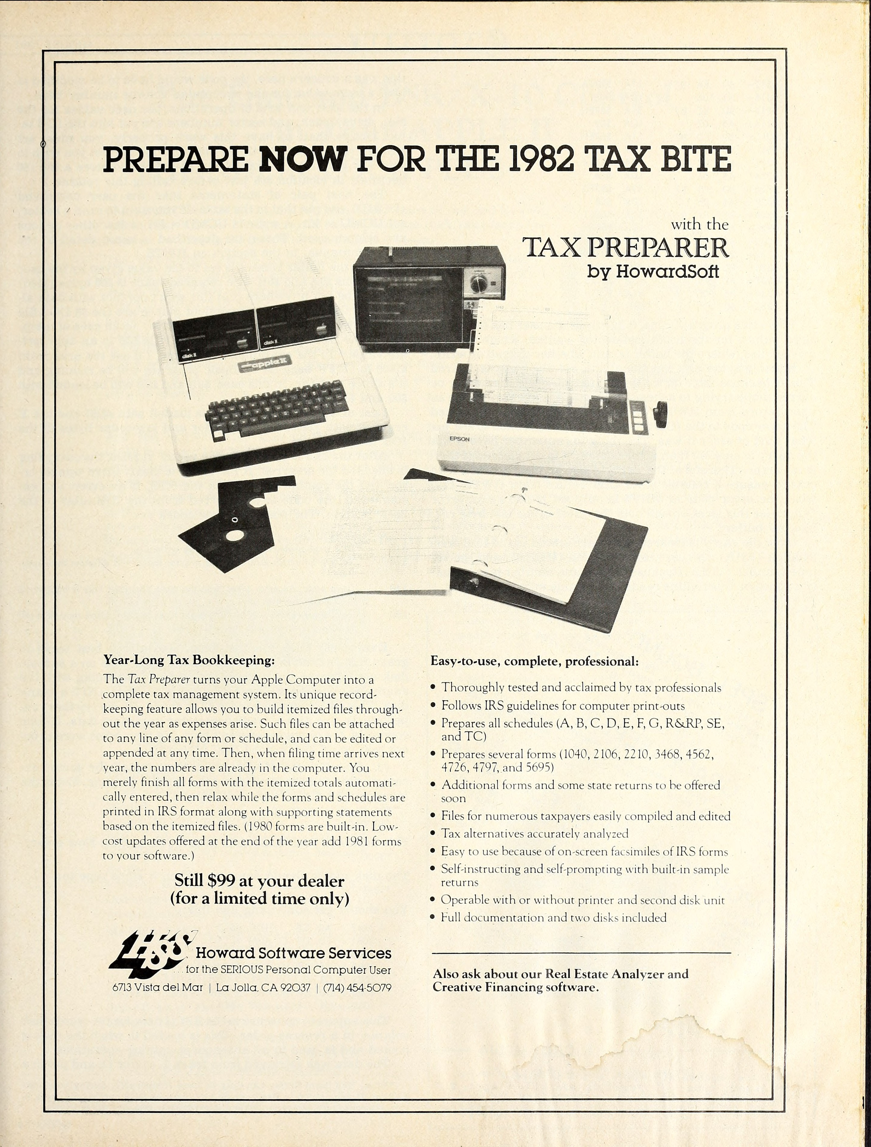 PREPARE NOW FOR THE 1982 TAX BITE
with the
TAX PREPARER
by HowardSoft
disk II
disk II
apple II
EPSON
Year-Long Tax Bookkeeping:
The Tax Preparer turns your Apple Computer into a
complete tax management system. Its unique record-
keeping feature allows you to build itemized files through-
out the year as expenses arise. Such files can be attached
to any line of any form or schedule, and can be edited or
appended at any time. Then, when filing time arrives next
year, the numbers are already in the computer. You
merely finish all forms with the itemized totals automati-
cally entered, then relax while the forms and schedules are
printed in IRS format along with supporting statements
based on the itemized files. (1980 forms are built-in. Low-
cost updates offered at the end of the year add 1981 forms
to your software.)
Still $99 at your dealer
(for a limited time only)
HSS Howard Software Services
for the SERIOUS Personal Computer User
6713 Vista del Mar | La Jolla, CA 92037 | (714) 454-5079
Easy-to-use, complete, professional:
• Thoroughly tested and acclaimed by tax professionals
• Follows IRS guidelines for computer print-outs
• Prepares all schedules (A, B, C, D, E, F, G, R&RP, SE,
and TC)
• Prepares several forms (1040, 2106, 2210, 3468, 4562,
4726, 4797, and 5695)
• Additional forms and some state returns to be offered
soon
• Files for numerous taxpayers easily compiled and edited
• Tax alternatives accurately analyzed
• Easy to use because of on-screen facsimiles of IRS forms
• Self-instructing and self-prompting with built-in sample
returns
• Operable with or without printer and second disk unit
• Full documentation and two disks included
Also ask about our Real Estate Analyzer and
Creative Financing software.